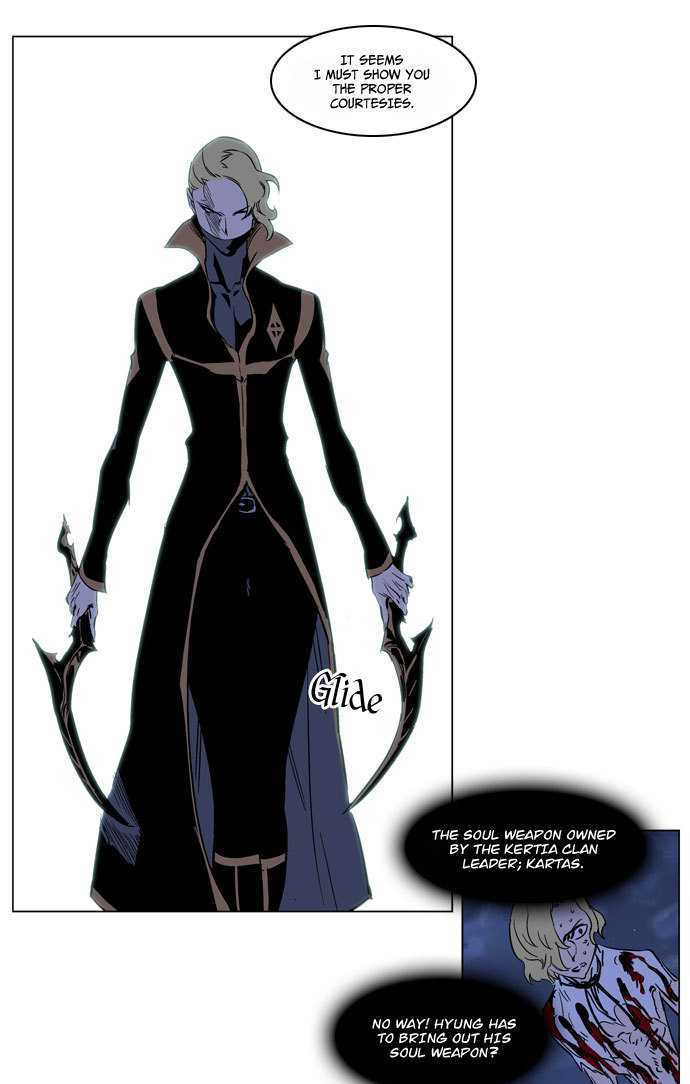 IT SEEMS
I MUST SHOW YOU
THE PROPER
COURTESIES.
Glide
THE SOUL WEAPON OWNED
BY THE KERTIA CLAN
LEADER; KARTAS.
NO WAY! HYUNG HAS
TO BRING OUT HIS
SOUL WEAPON?